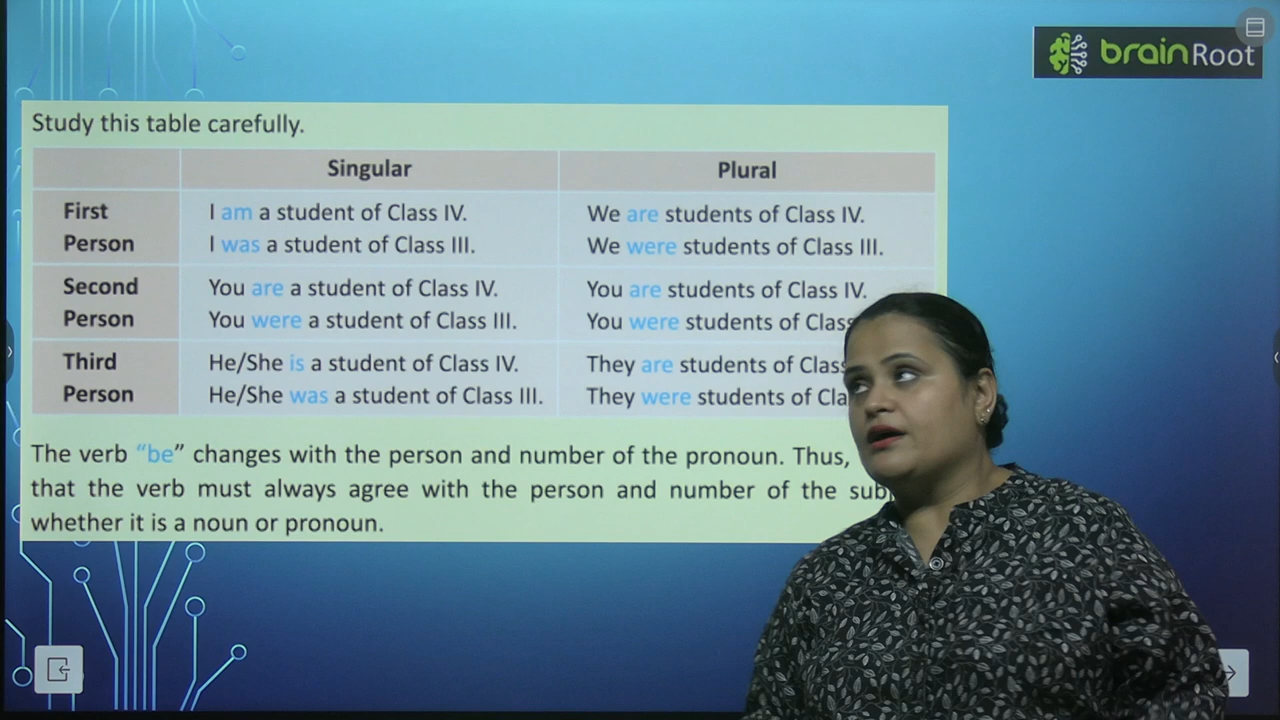 brainRoot
Study this table carefully.
Singular Plural
First Person
I am a student of Class IV.
I was a student of Class III.
We are students of Class IV.
We were students of Class III.
Second Person
You are a student of Class IV.
You were a student of Class III.
You are students of Class IV.
You were students of Class
Third Person
He/She is a student of Class IV.
He/She was a student of Class III.
They are students of Class
They were students of
The verb “be” changes with the person and number of the pronoun. Thus,
that the verb must always agree with the person and number of the
whether it is a noun or pronoun.